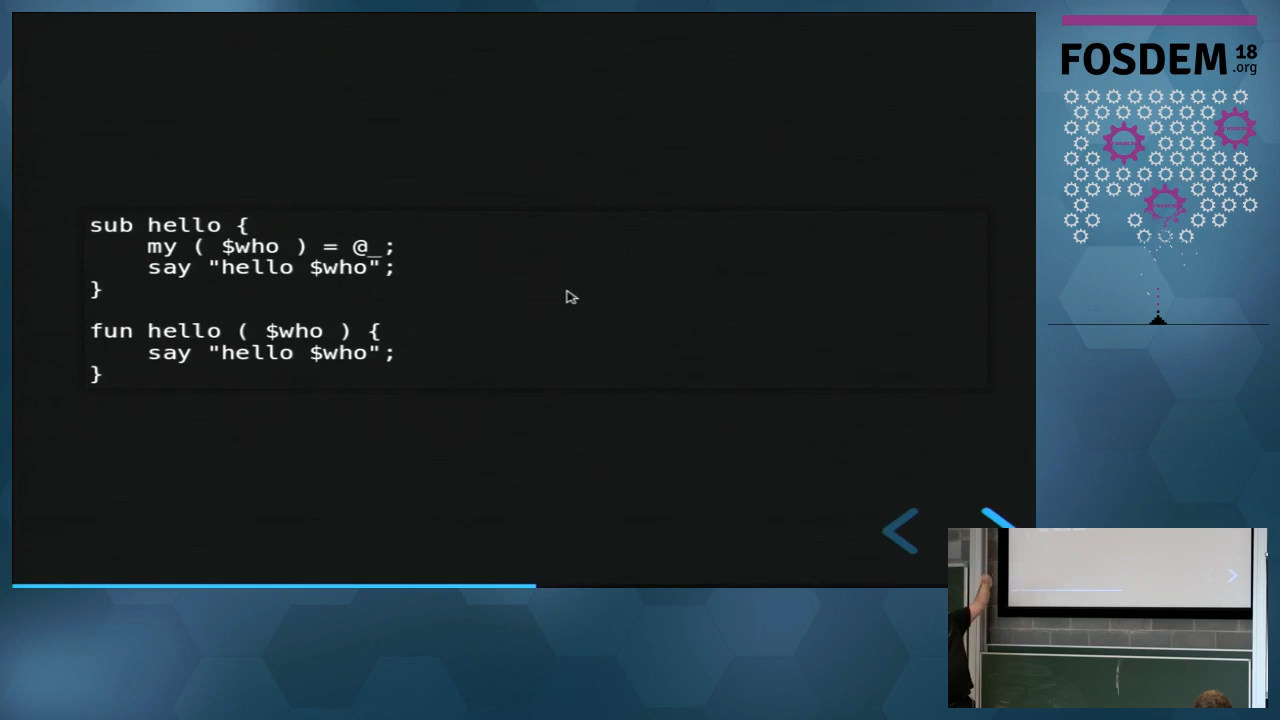 sub hello {
    my ( $who ) = @_;
    say "hello $who";
}

fun hello ( $who ) {
    say "hello $who";
}
FOSDEM 18
.org